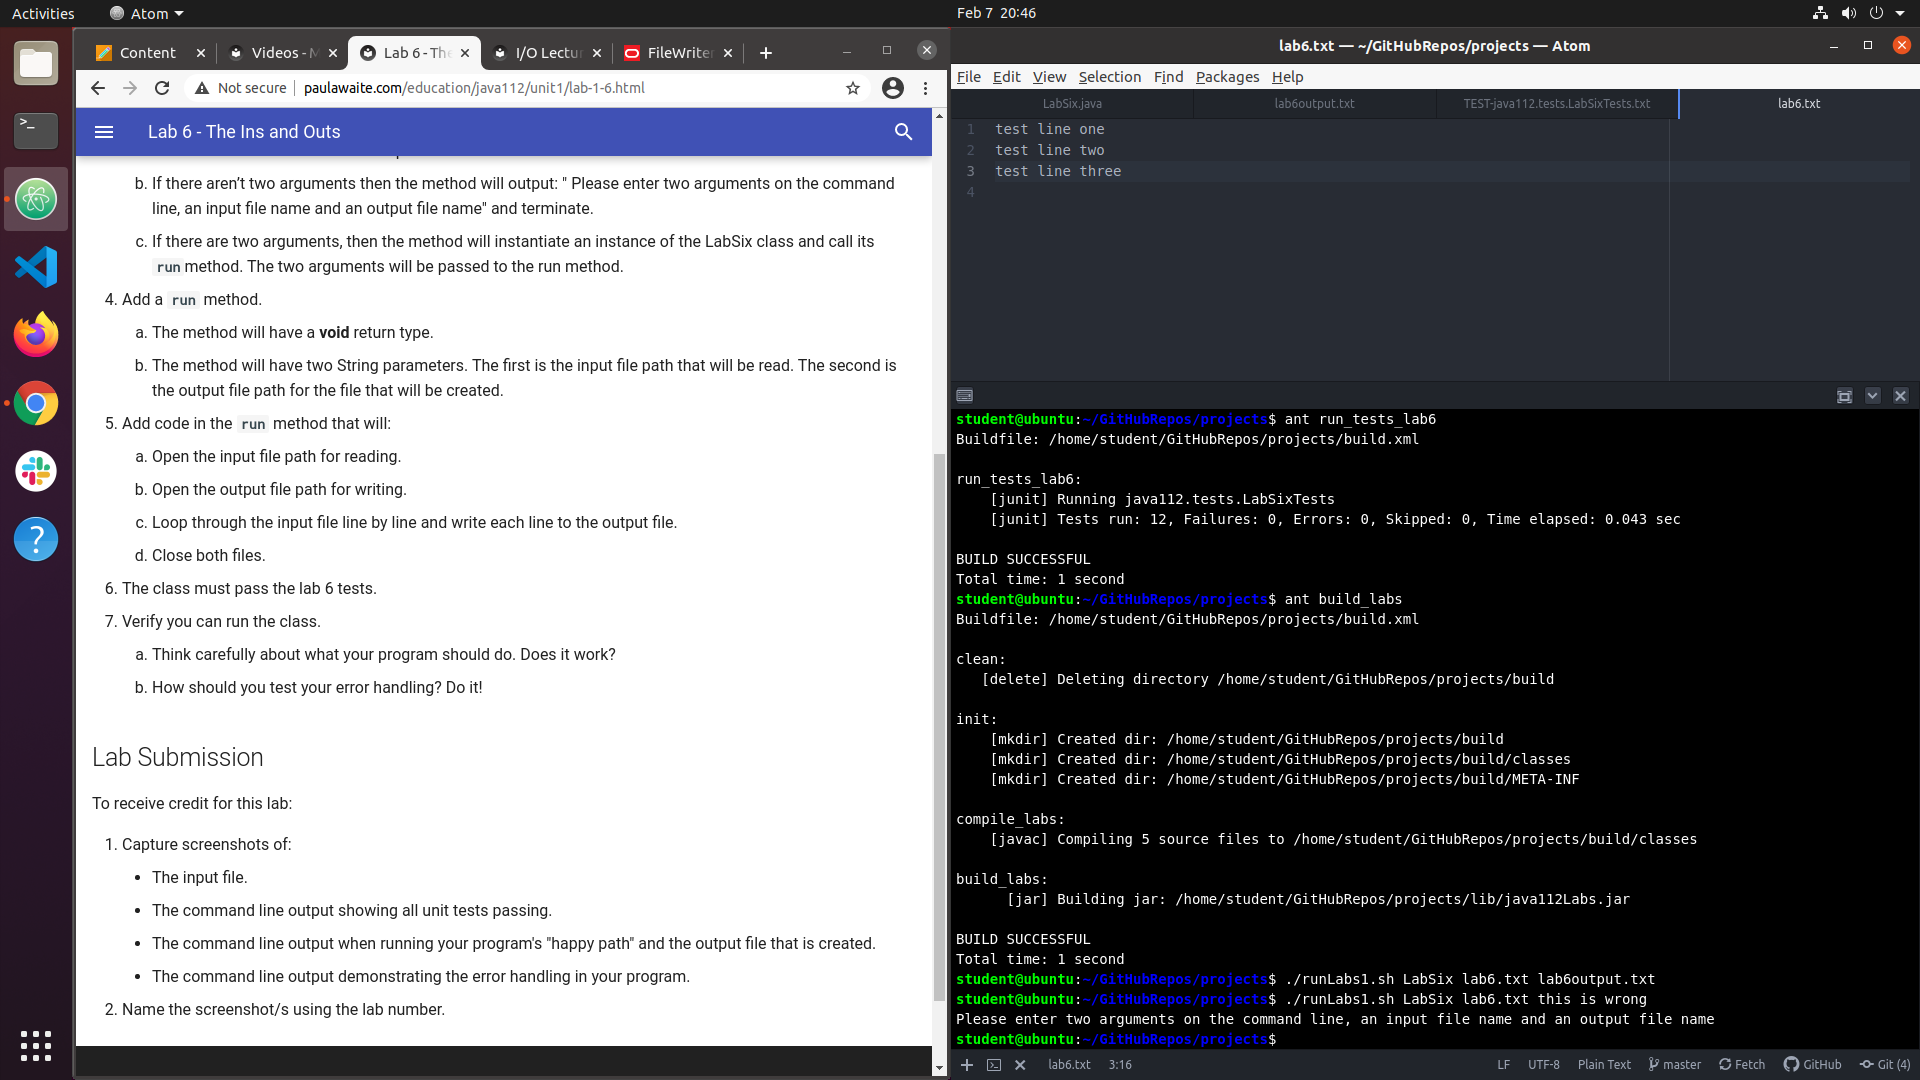 Activities
Atom
Feb 7 20:46
Content
Videos - M
Lab 6 - The
I/O Lectur
FileWriter
Not secure
paulawaite.com/education/java112/unit1/lab-1-6.html
Lab 6 - The Ins and Outs
b. If there aren’t two arguments then the method will output: " Please enter two arguments on the command
line, an input file name and an output file name" and terminate.
c. If there are two arguments, then the method will instantiate an instance of the LabSix class and call its
run method. The two arguments will be passed to the run method.
4. Add a run method.
a. The method will have a void return type.
b. The method will have two String parameters. The first is the input file path that will be read. The second is
the output file path for the file that will be created.
5. Add code in the run method that will:
a. Open the input file path for reading.
b. Open the output file path for writing.
c. Loop through the input file line by line and write each line to the output file.
d. Close both files.
6. The class must pass the lab 6 tests.
7. Verify you can run the class.
a. Think carefully about what your program should do. Does it work?
b. How should you test your error handling? Do it!
Lab Submission
To receive credit for this lab:
1. Capture screenshots of:
• The input file.
• The command line output showing all unit tests passing.
• The command line output when running your program's "happy path" and the output file that is created.
• The command line output demonstrating the error handling in your program.
2. Name the screenshot/s using the lab number.
lab6.txt — ~/GitHubRepos/projects — Atom
File Edit View Selection Find Packages Help
LabSix.java
lab6output.txt
TEST-java112.tests.LabSixTests.txt
lab6.txt
1 test line one
2 test line two
3 test line three
4
student@ubuntu:~/GitHubRepos/projects$ ant run_tests_lab6
Buildfile: /home/student/GitHubRepos/projects/build.xml
run_tests_lab6:
[junit] Running java112.tests.LabSixTests
[junit] Tests run: 12, Failures: 0, Errors: 0, Skipped: 0, Time elapsed: 0.043 sec
BUILD SUCCESSFUL
Total time: 1 second
student@ubuntu:~/GitHubRepos/projects$ ant build_labs
Buildfile: /home/student/GitHubRepos/projects/build.xml
clean:
[delete] Deleting directory /home/student/GitHubRepos/projects/build
init:
[mkdir] Created dir: /home/student/GitHubRepos/projects/build
[mkdir] Created dir: /home/student/GitHubRepos/projects/build/classes
[mkdir] Created dir: /home/student/GitHubRepos/projects/build/META-INF
compile_labs:
[javac] Compiling 5 source files to /home/student/GitHubRepos/projects/build/classes
build_labs:
[jar] Building jar: /home/student/GitHubRepos/projects/lib/java112Labs.jar
BUILD SUCCESSFUL
Total time: 1 second
student@ubuntu:~/GitHubRepos/projects$ ./runLabs1.sh LabSix lab6.txt lab6output.txt
student@ubuntu:~/GitHubRepos/projects$ ./runLabs1.sh LabSix lab6.txt this is wrong
Please enter two arguments on the command line, an input file name and an output file name
student@ubuntu:~/GitHubRepos/projects$
lab6.txt 3:16 LF UTF-8 Plain Text master Fetch GitHub Git (4)